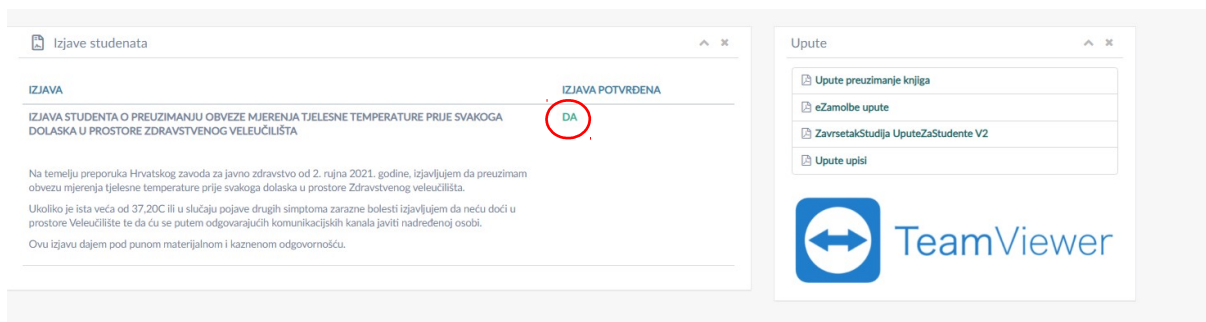 Izjave studenata
IZJAVA
IZJAVA POTVRĐENA
IZJAVA STUDENTA O PREUZIMANJU OBVEZE MJERENJA TJELESNE TEMPERATURE PRIJE SVAKOGA
DOLASKA U PROSTORE ZDRAVSTVENOG VELEUČILIŠTA
DA
Na temelju preporuka Hrvatskog zavoda za javno zdravstvo od 2. rujna 2021. godine, izjavljujem da preuzimam
obvezu mjerenja tjelesne temperature prije svakoga dolaska u prostore Zdravstvenog veleučilišta.
Ukoliko je ista veća od 37,20C ili u slučaju pojave drugih simptoma zarazne bolesti izjavljujem da neću doći u
prostore Veleučilište te da ću se putem odgovarajućih komunikacijskih kanala javiti nadređenoj osobi.
Ovu izjavu dajem pod punom materijalnom i kaznenom odgovornošću.
Upute
Upute preuzimanje knjiga
eZamolbe upute
ZavrsetakStudija UputeZaStudente V2
Upute upisi
TeamViewer